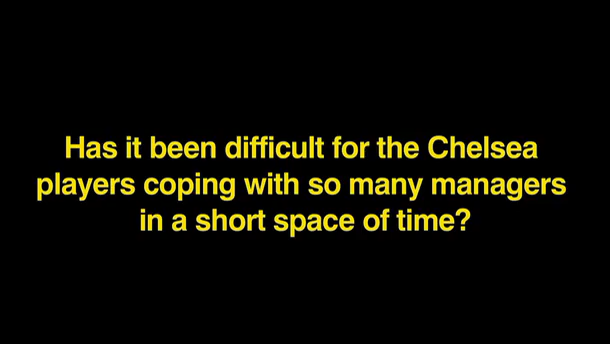 Has it been difficult for the Chelsea
players coping with so many managers
in a short space of time?